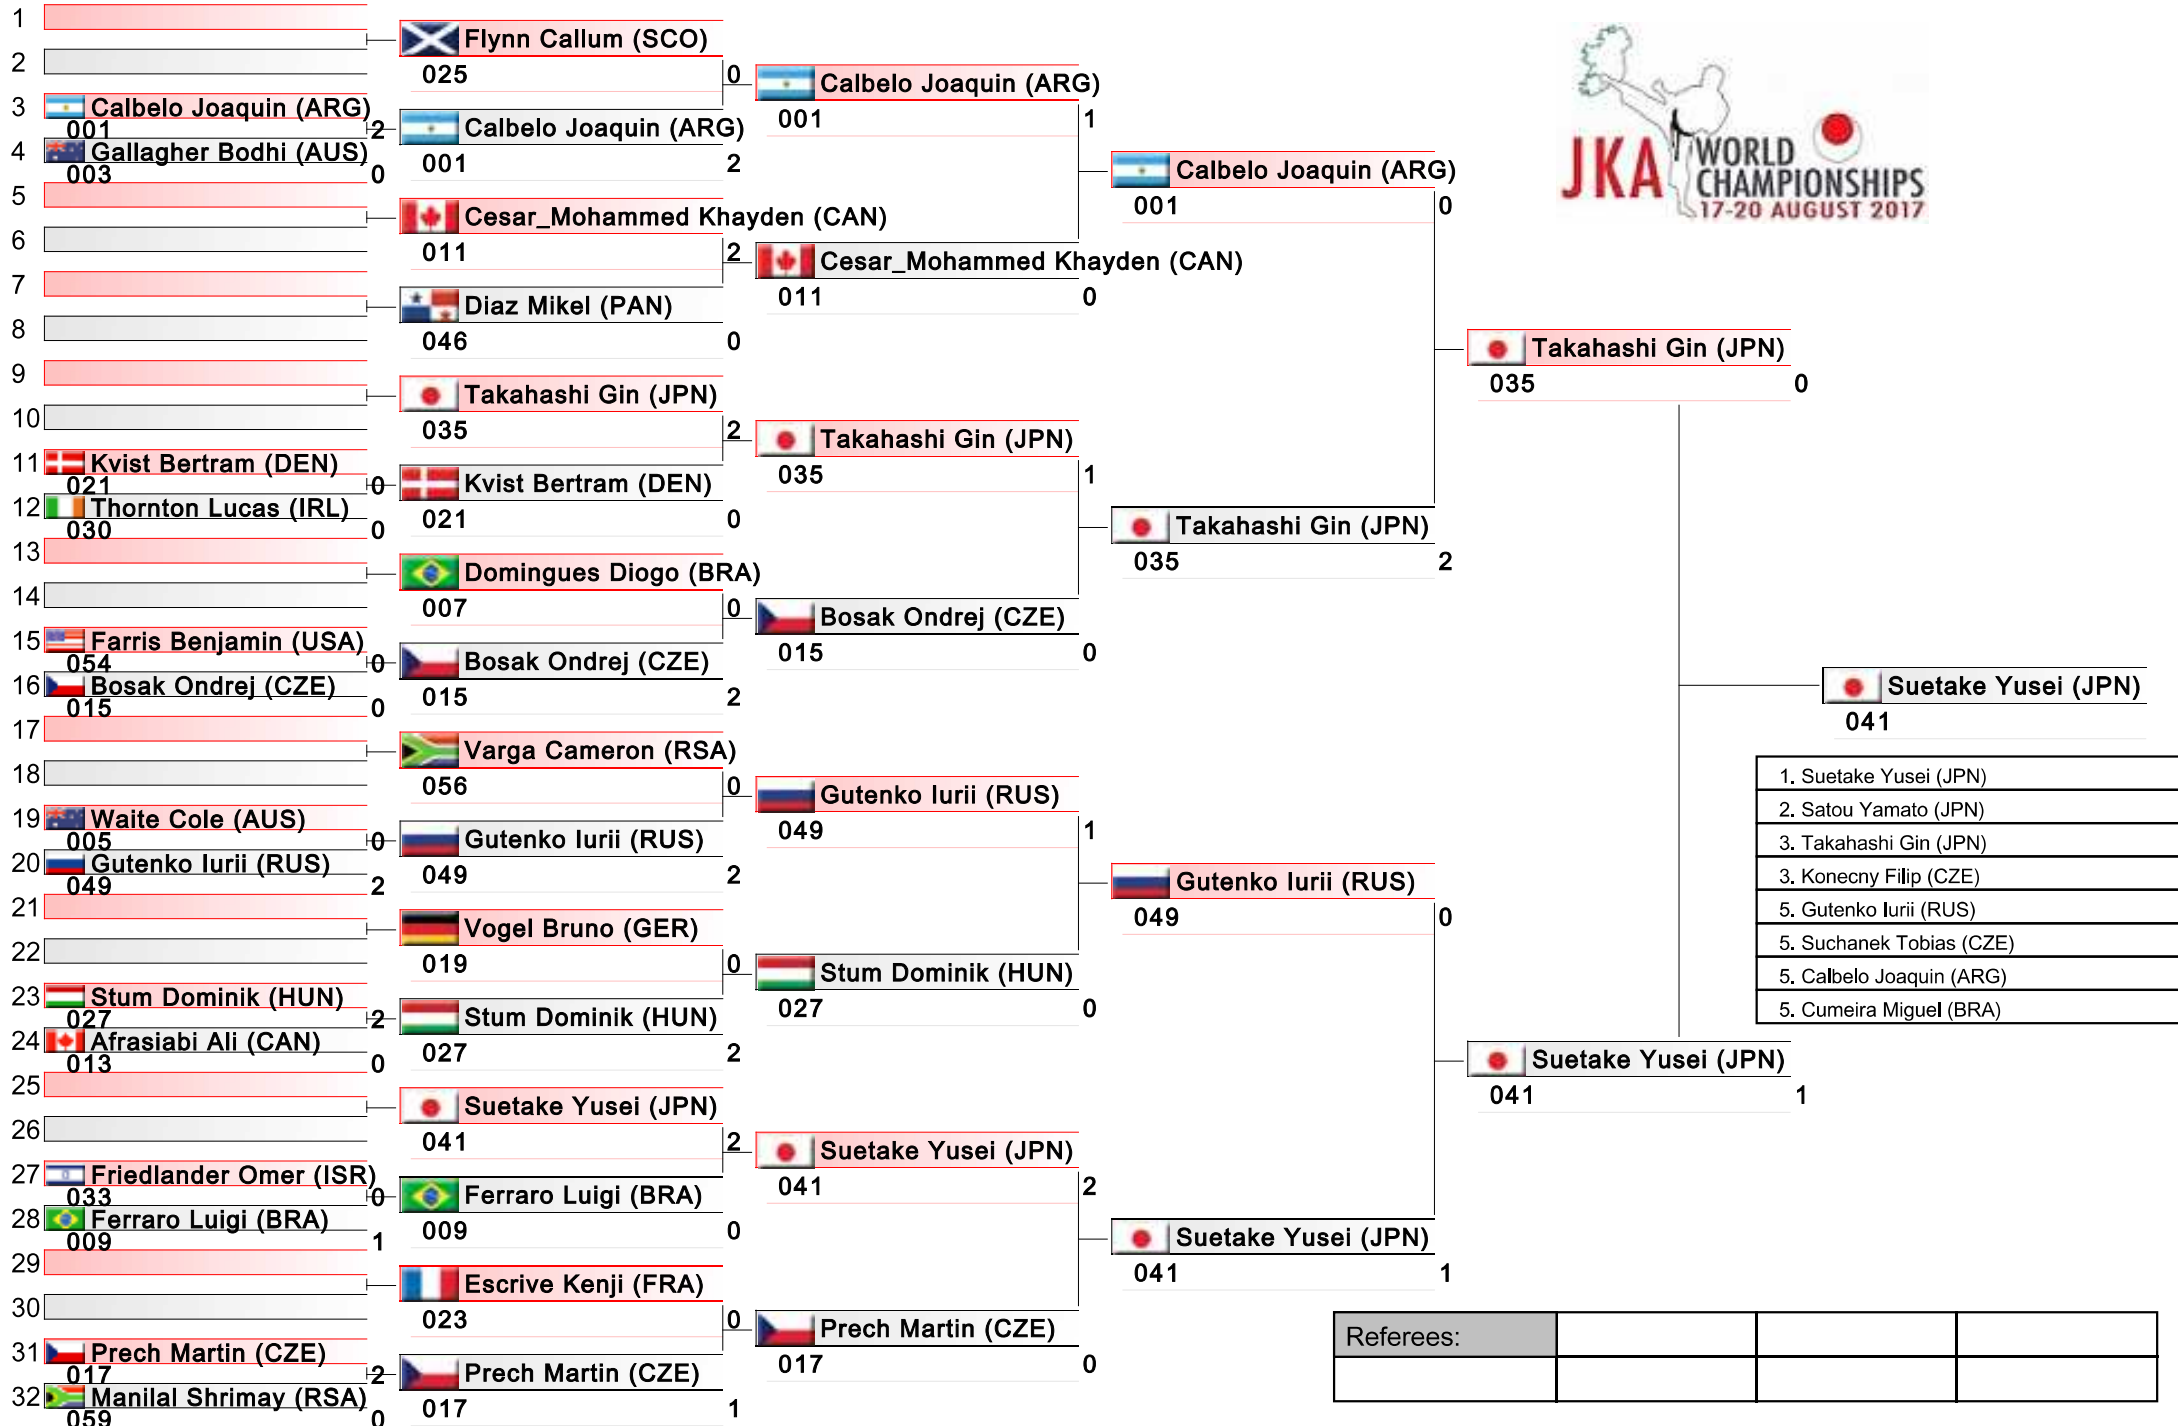 1
2
3 Calbelo Joaquin (ARG)
001 2
4 Gallagher Bodhi (AUS)
003 0
5
6
7
8
9
10
11 Kvist Bertram (DEN)
021 0
12 Thornton Lucas (IRL)
030 0
13
14
15 Farris Benjamin (USA)
054 0
16 Bosak Ondrej (CZE)
015 0
17
18
19 Waite Cole (AUS)
005 0
20 Gutenko Iurii (RUS)
049 2
21
22
23 Stum Dominik (HUN)
027 2
24 Afrasiabi Ali (CAN)
013 0
25
26
27 Friedlander Omer (ISR)
033 0
28 Ferraro Luigi (BRA)
009 1
29
30
31 Prech Martin (CZE)
017 2
32 Manilal Shrimay (RSA)
059 0
Flynn Callum (SCO)
025 0
Calbelo Joaquin (ARG)
001 2
Cesar_Mohammed Khayden (CAN)
011 2
Diaz Mikel (PAN)
046 0
Takahashi Gin (JPN)
035 2
Kvist Bertram (DEN)
021 0
Domingues Diogo (BRA)
007 0
Bosak Ondrej (CZE)
015 2
Varga Cameron (RSA)
056 0
Gutenko Iurii (RUS)
049 2
Vogel Bruno (GER)
019 0
Stum Dominik (HUN)
027 2
Suetake Yusei (JPN)
041 2
Ferraro Luigi (BRA)
009 0
Escrive Kenji (FRA)
023 0
Prech Martin (CZE)
017 1
Calbelo Joaquin (ARG)
001 1
Cesar_Mohammed Khayden (CAN)
011 0
Takahashi Gin (JPN)
035 1
Bosak Ondrej (CZE)
015 0
Gutenko Iurii (RUS)
049 1
Stum Dominik (HUN)
027 0
Suetake Yusei (JPN)
041 2
Prech Martin (CZE)
017 0
Calbelo Joaquin (ARG)
001 0
Takahashi Gin (JPN)
035 2
Gutenko Iurii (RUS)
049 0
Suetake Yusei (JPN)
041 1
Takahashi Gin (JPN)
035 0
Suetake Yusei (JPN)
041 1
Suetake Yusei (JPN)
041
JKA WORLD
CHAMPIONSHIPS
17-20 AUGUST 2017
1. Suetake Yusei (JPN)
2. Satou Yamato (JPN)
3. Takahashi Gin (JPN)
3. Konecny Filip (CZE)
5. Gutenko Iurii (RUS)
5. Suchanek Tobias (CZE)
5. Calbelo Joaquin (ARG)
5. Cumeira Miguel (BRA)
Referees: